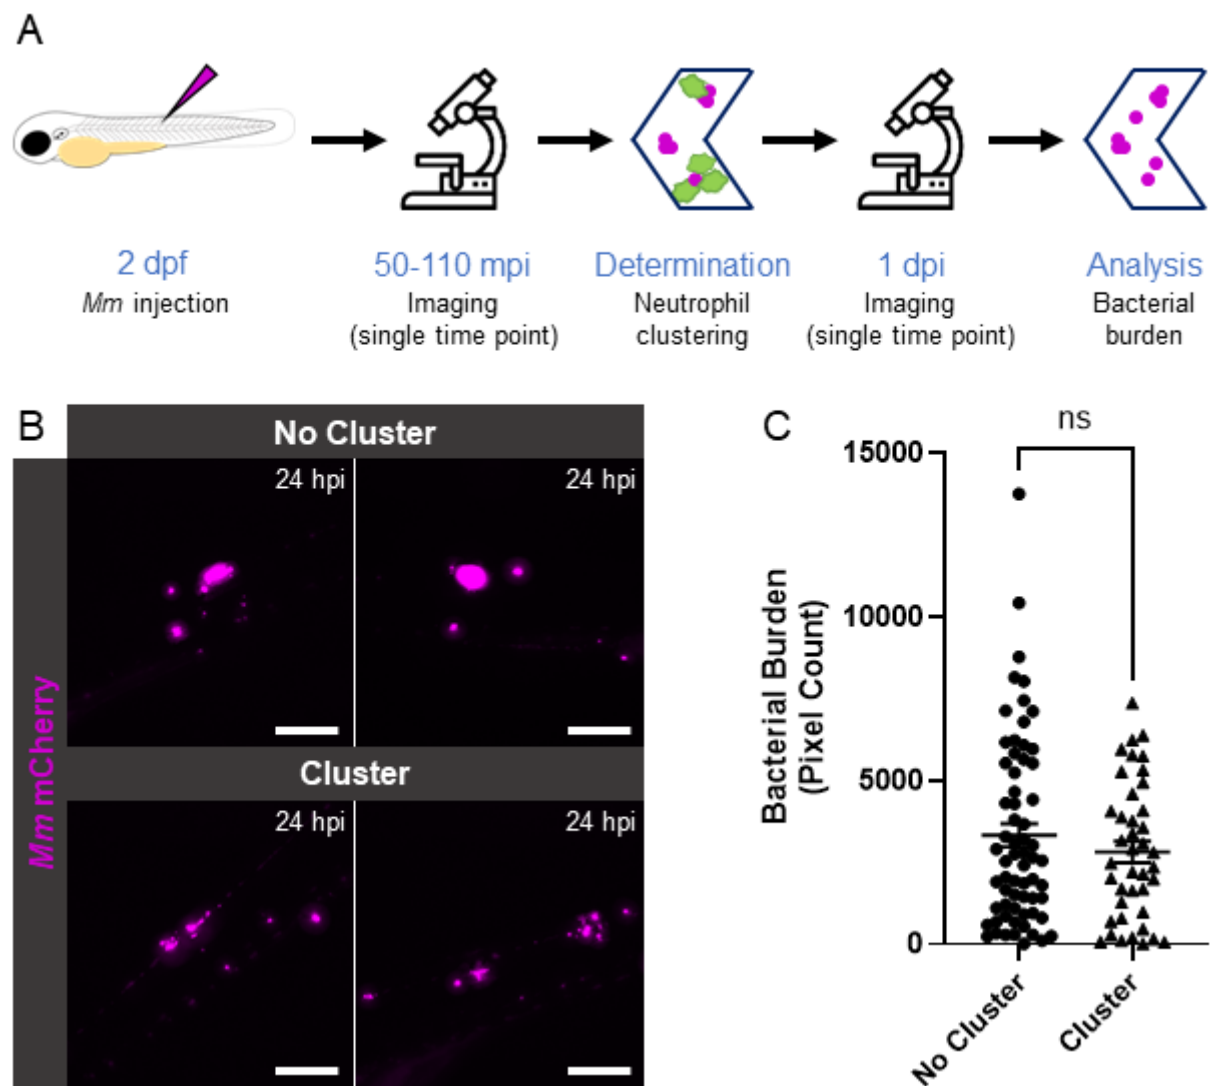 A
2 dpf
Mm injection
50-110 mpi
Imaging
(single time point)
Determination
Neutrophil
clustering
1 dpi
Imaging
(single time point)
Analysis
Bacterial
burden
B
No Cluster
Mm mCherry
24 hpi
24 hpi
Cluster
24 hpi
24 hpi
C
ns
Bacterial Burden
(Pixel Count)
15000
10000
5000
0
No Cluster
Cluster